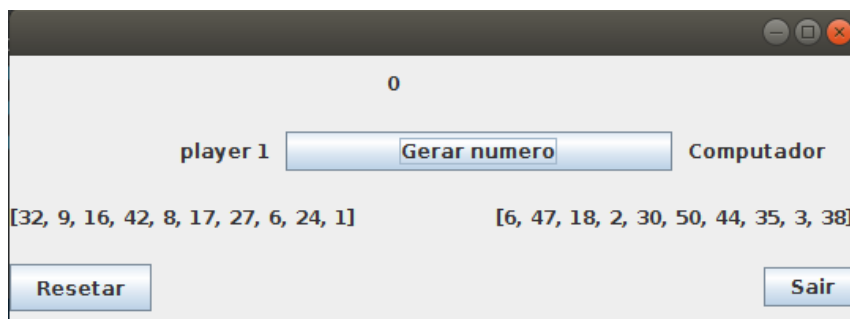 0
player 1 Gerar numero Computador
[32, 9, 16, 42, 8, 17, 27, 6, 24, 1] [6, 47, 18, 2, 30, 50, 44, 35, 3, 38]
Resetar Sair